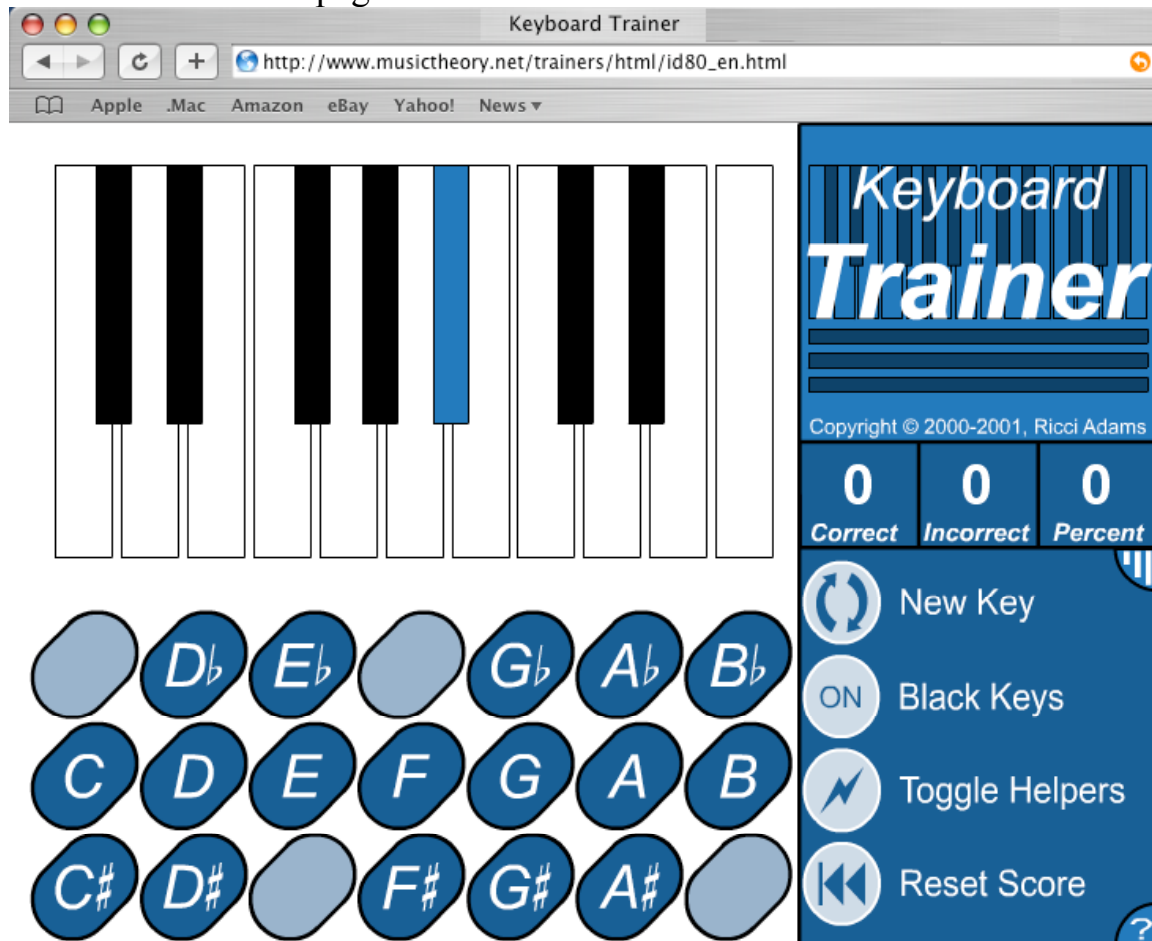 Keyboard Trainer
http://www.musictheory.net/trainers/html/id80_en.html
Apple .Mac Amazon eBay Yahoo! News ▾
Keyboard
Trainer
Copyright © 2000-2001, Ricci Adams
0 0 0
Correct Incorrect Percent
New Key
ON Black Keys
Toggle Helpers
Reset Score
?
D♭ E♭ G♭ A♭ B♭
C D E F G A B
C♯ D♯ F♯ G♯ A♯